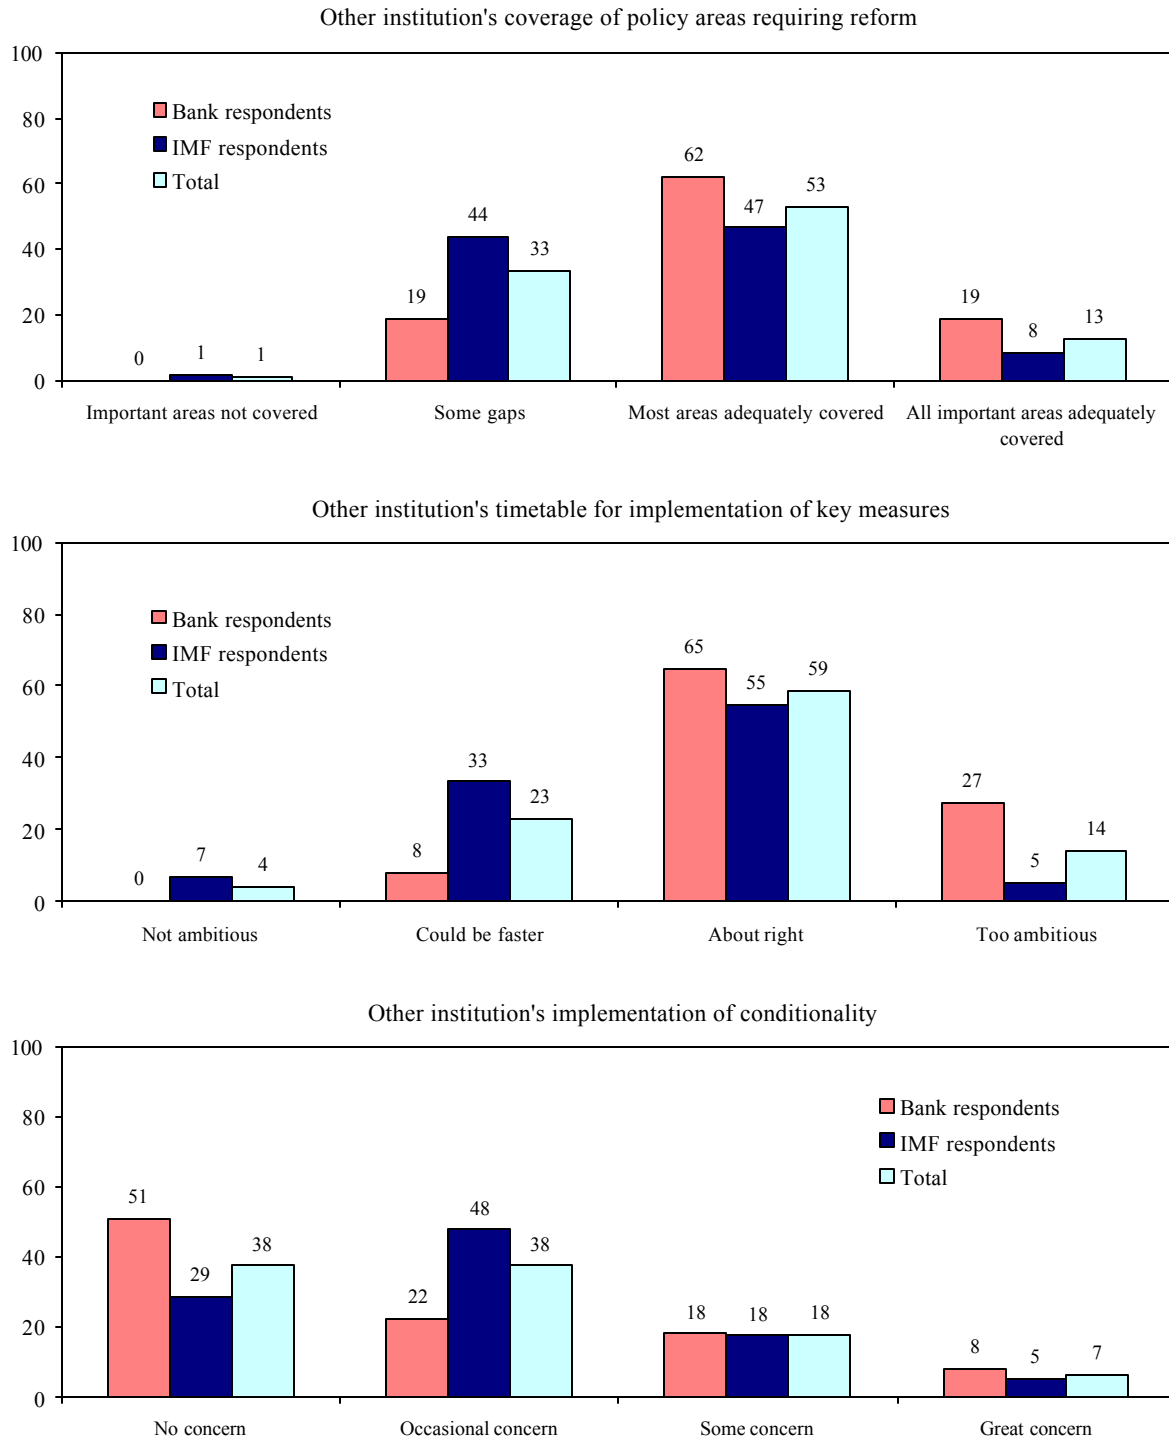 Other institution's coverage of policy areas requiring reform
100
80
60
40
20
0
Bank respondents
IMF respondents
Total
0
1
1
19
44
33
62
47
53
19
8
13
Important areas not covered
Some gaps
Most areas adequately covered
All important areas adequately
covered
Other institution's timetable for implementation of key measures
100
80
60
40
20
0
Bank respondents
IMF respondents
Total
0
7
4
8
33
23
65
55
59
27
5
14
Not ambitious
Could be faster
About right
Too ambitious
Other institution's implementation of conditionality
100
80
60
40
20
0
Bank respondents
IMF respondents
Total
51
29
38
22
48
38
18
18
18
8
5
7
No concern
Occasional concern
Some concern
Great concern